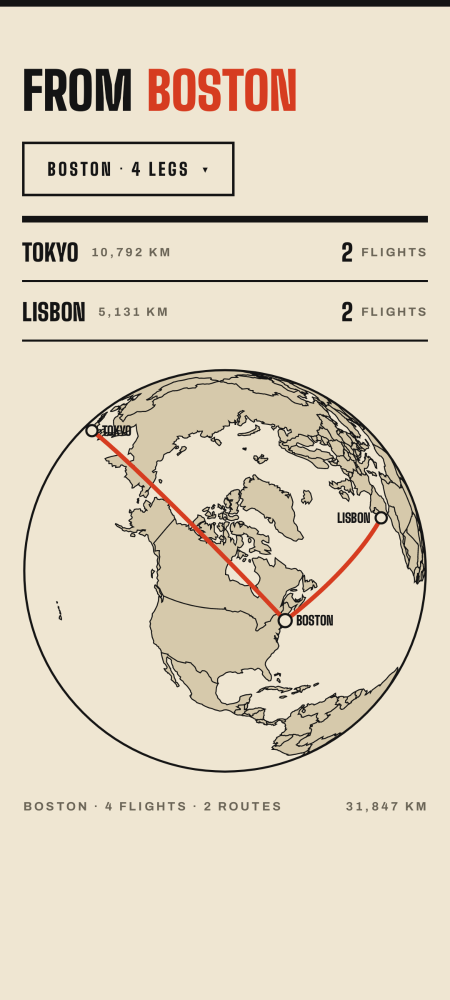 FROM BOSTON
BOSTON · 4 LEGS ▾
TOKYO 10,792 KM 2 FLIGHTS
LISBON 5,131 KM 2 FLIGHTS
TOKYO
LISBON
BOSTON
BOSTON · 4 FLIGHTS · 2 ROUTES 31,847 KM